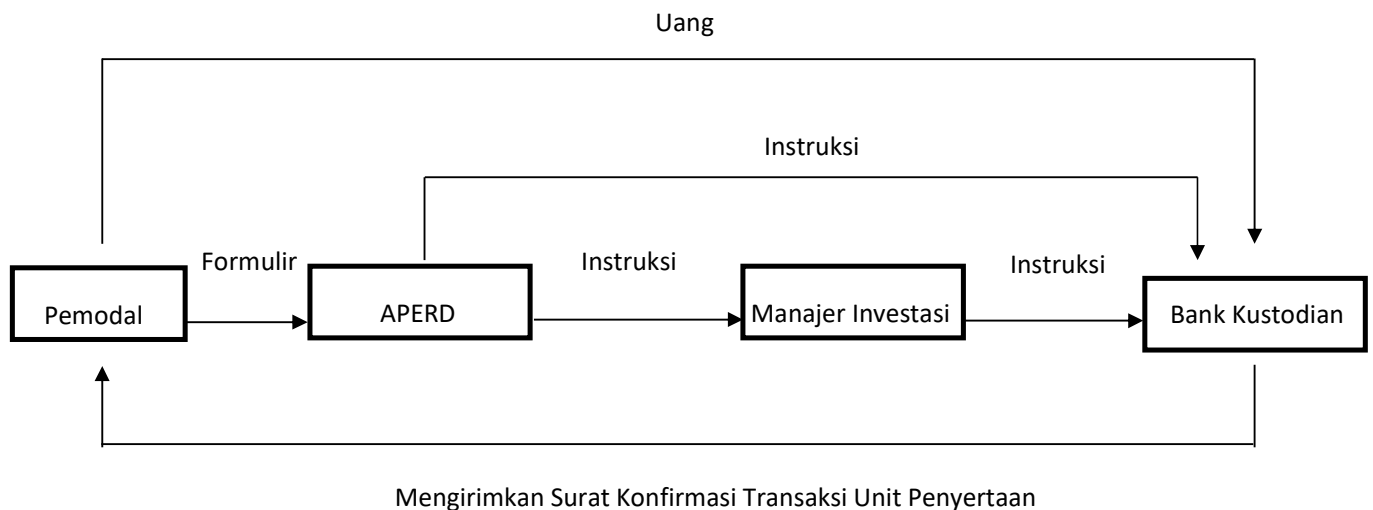 Uang
Instruksi
Formulir
Instruksi
Instruksi
Pemodal
APERD
Manajer Investasi
Bank Kustodian
Mengirimkan Surat Konfirmasi Transaksi Unit Penyertaan